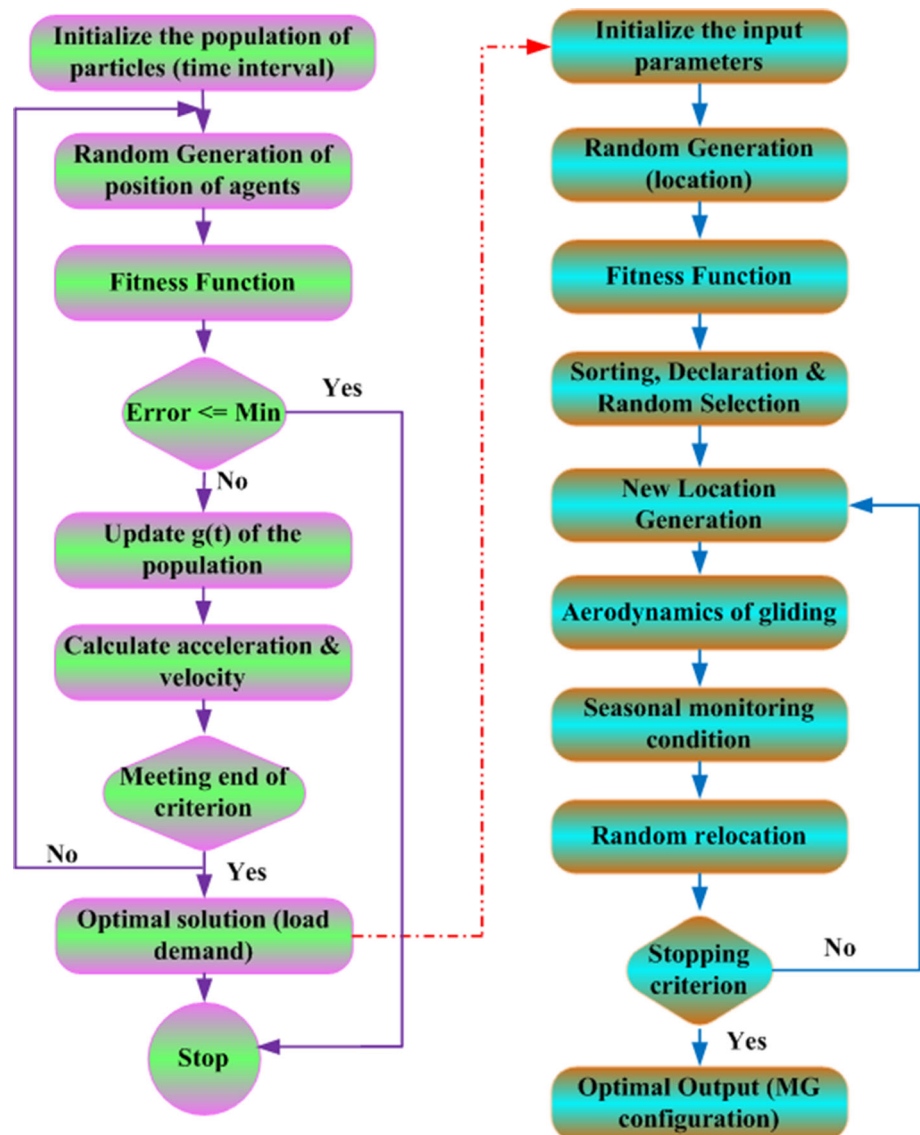 Initialize the population of
particles (time interval)
Random Generation of
position of agents
Fitness Function
Error <= Min
Yes
No
Update g(t) of the
population
Calculate acceleration &
velocity
Meeting end of
criterion
No
Yes
Optimal solution (load
demand)
Stop
Initialize the input
parameters
Random Generation
(location)
Fitness Function
Sorting, Declaration &
Random Selection
New Location
Generation
Aerodynamics of gliding
Seasonal monitoring
condition
Random relocation
Stopping
criterion
No
Yes
Optimal Output (MG
configuration)